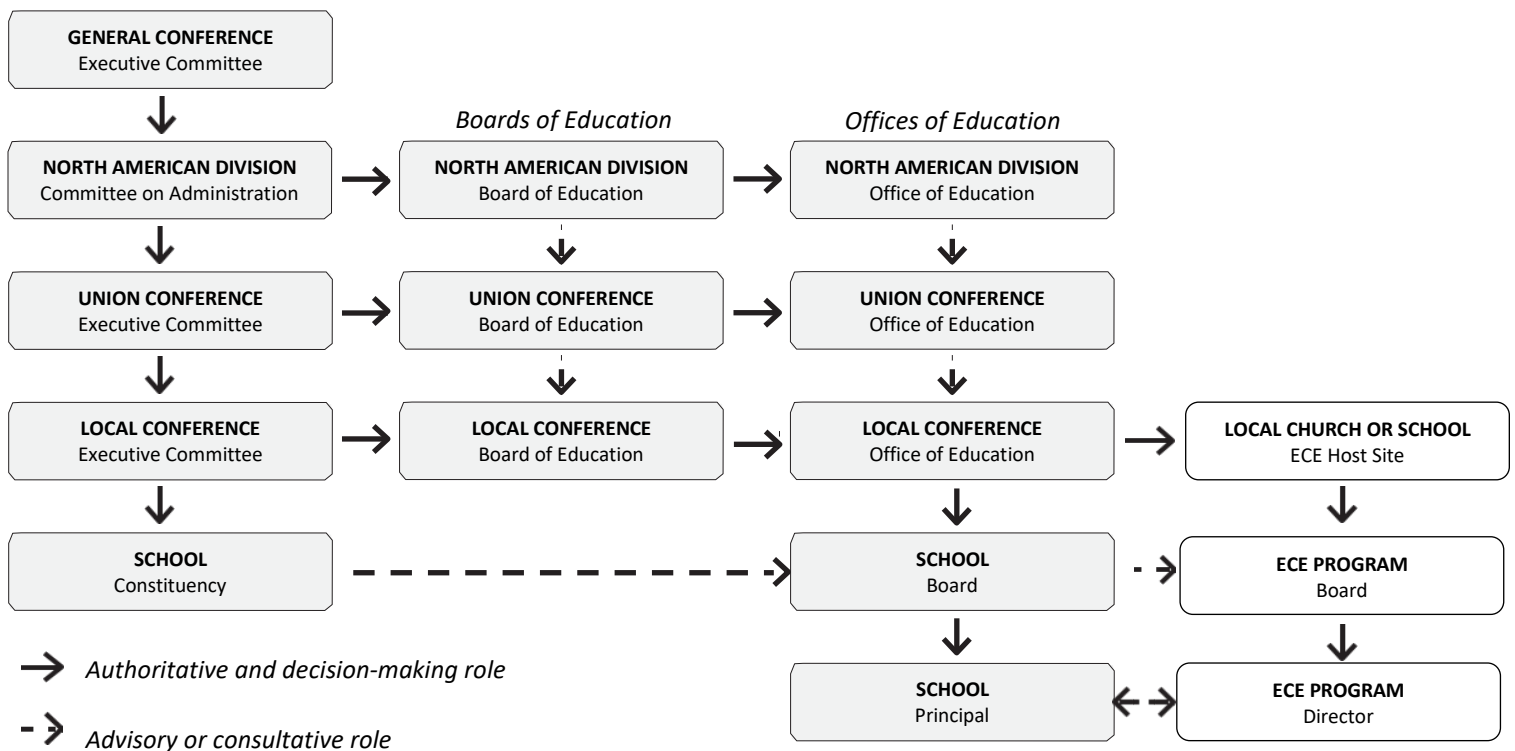 GENERAL CONFERENCE
Executive Committee
Boards of Education
Offices of Education
NORTH AMERICAN DIVISION
Committee on Administration
NORTH AMERICAN DIVISION
Board of Education
NORTH AMERICAN DIVISION
Office of Education
UNION CONFERENCE
Executive Committee
UNION CONFERENCE
Board of Education
UNION CONFERENCE
Office of Education
LOCAL CONFERENCE
Executive Committee
LOCAL CONFERENCE
Board of Education
LOCAL CONFERENCE
Office of Education
LOCAL CHURCH OR SCHOOL
ECE Host Site
SCHOOL
Constituency
SCHOOL
Board
ECE PROGRAM
Board
Authoritative and decision-making role
SCHOOL
Principal
ECE PROGRAM
Director
Advisory or consultative role